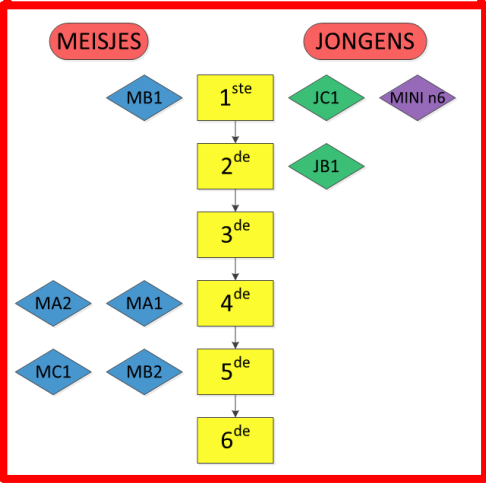 MEISJES JONGENS
MB1 1ste JC1 MINI n6
2de JB1
3de
MA2 MA1 4de
MC1 MB2 5de
6de